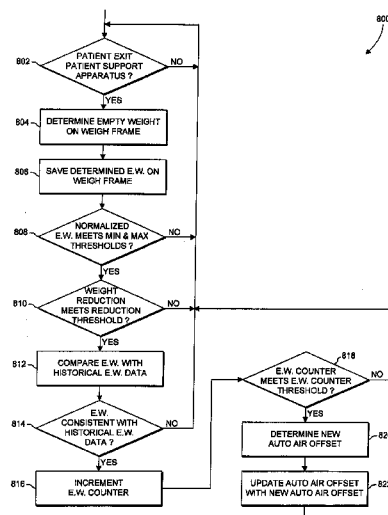 800
802
PATIENT EXIT
PATIENT SUPPORT
APPARATUS ?
NO
YES
804
DETERMINE EMPTY WEIGHT
ON WEIGH FRAME
806
SAVE DETERMINED E.W. ON
WEIGH FRAME
808
NORMALIZED
E.W. MEETS MIN & MAX
THRESHOLDS ?
NO
YES
810
WEIGHT
REDUCTION
MEETS REDUCTION
THRESHOLD ?
NO
YES
812
COMPARE E.W. WITH
HISTORICAL E.W. DATA
814
E.W.
CONSISTENT WITH
HISTORICAL E.W.
DATA ?
NO
YES
816
INCREMENT
E.W. COUNTER
818
E.W. COUNTER
MEETS E.W. COUNTER
THRESHOLD ?
NO
YES
DETERMINE NEW
AUTO AIR OFFSET
820
UPDATE AUTO AIR OFFSET
WITH NEW AUTO AIR OFFSET
822